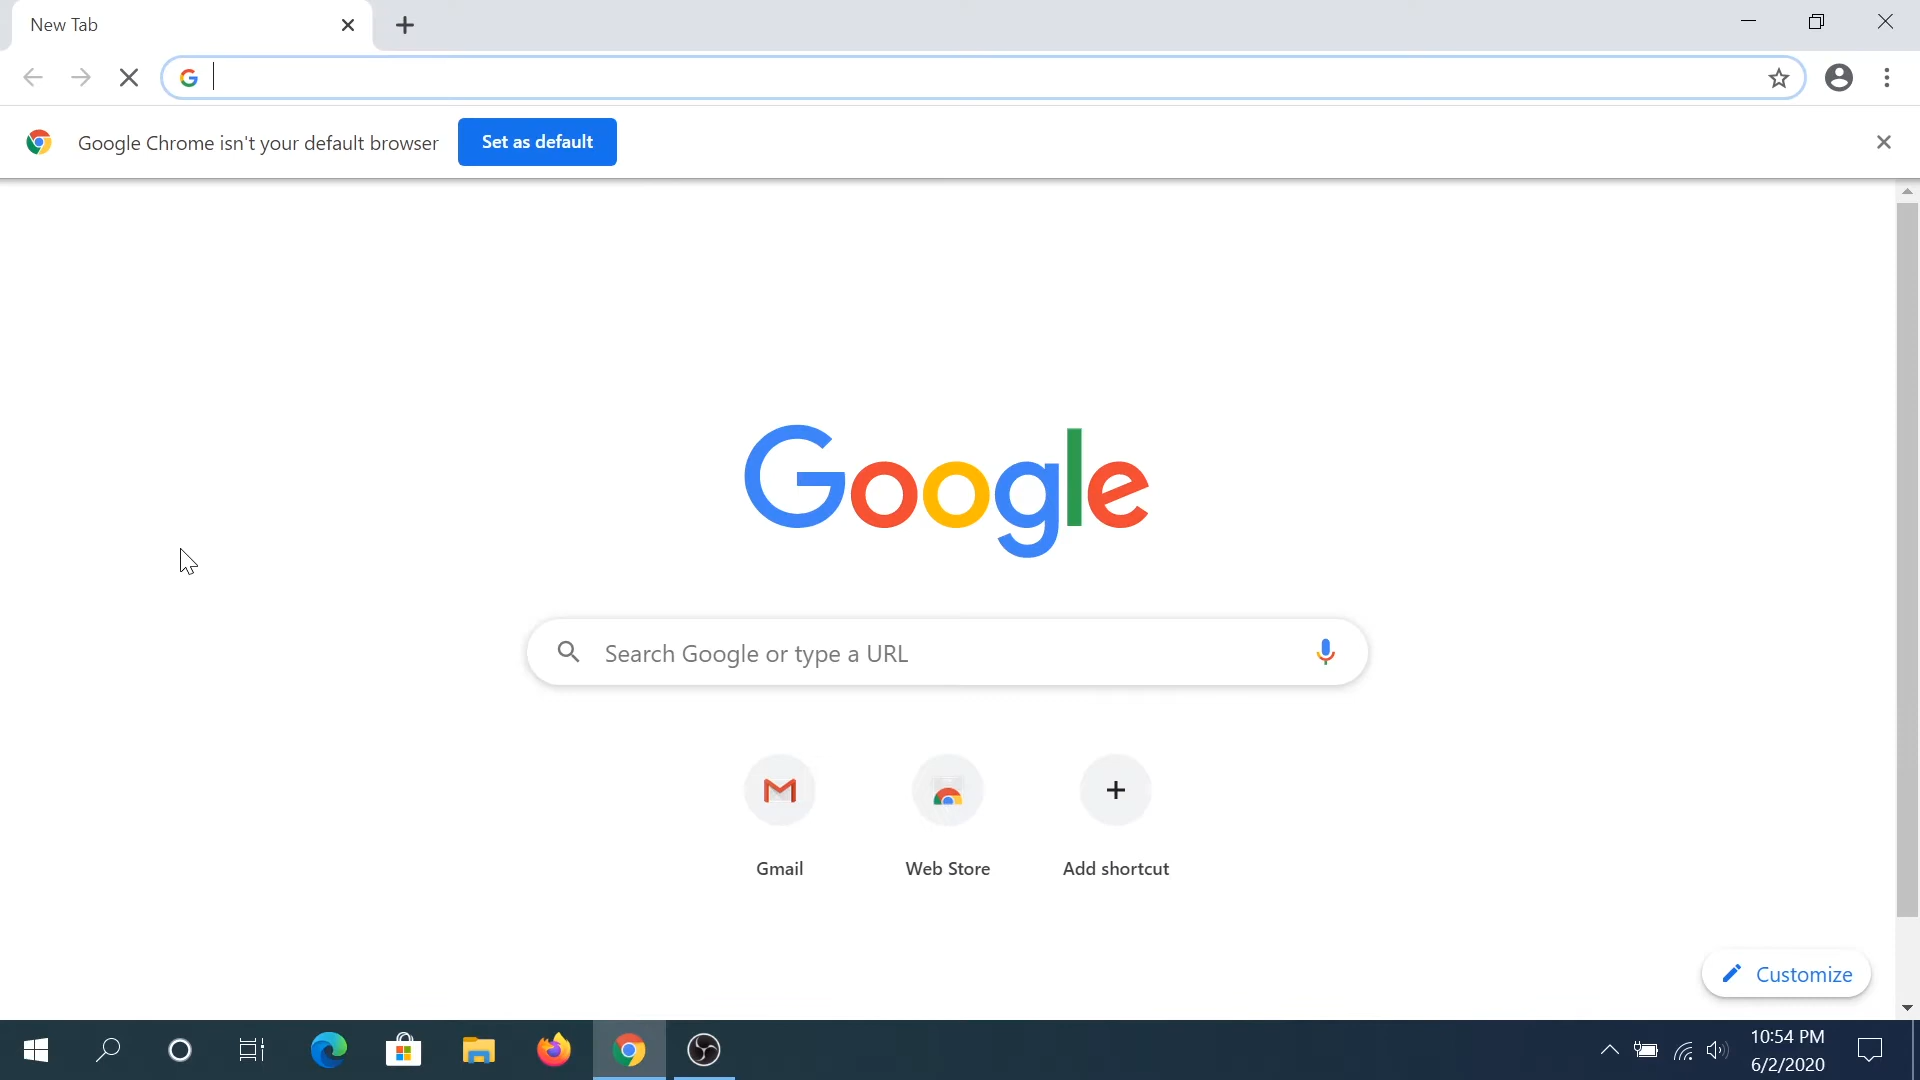 New Tab
Google Chrome isn't your default browser
Set as default
Google
Search Google or type a URL
Gmail
Web Store
Add shortcut
Customize
10:54 PM
6/2/2020